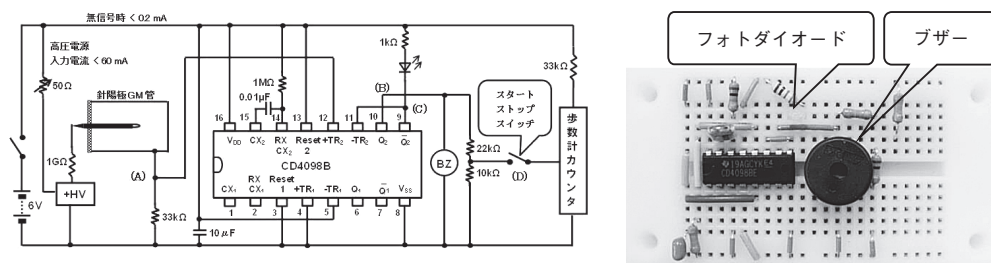 無信号時 < 0.2 mA
高圧電源
入力電流 < 60 mA
50Ω
針陽極GM管
1GΩ
+HV
6V
(A)
33kΩ
10μF
1MΩ
0.01μF
1kΩ
(B)
(C)
16 15 14 13 12 11 10 9
VDD CX2 RX Reset +TR2 -TR2 Q2 Q̅2
CX2 2
CD4098B
RX Reset
CX1 CX1 1 +TR1 -TR1 Q1 Q̅1 VSS
1 2 3 4 5 6 7 8
BZ
22kΩ
10kΩ
スタート
ストップ
スイッチ
(D)
33kΩ
歩数計カウンタ
フォトダイオード
ブザー
CD4098BE